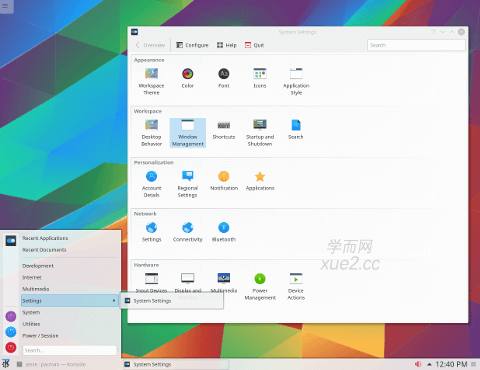 System Settings
Overview
Configure
Help
Quit
Search
Appearance
Workspace Theme
Color
Font
Icons
Application Style
Workspace
Desktop Behavior
Window Management
Shortcuts
Startup and Shutdown
Search
Personalisation
Account Details
Regional Settings
Notification
Applications
Network
Settings
Connectivity
Bluetooth
Hardware
Input Devices
Display and
Multimedia
Power Management
Device Actions
学而网
xue2.cc
Recent Applications
Recent Documents
Development
Internet
Multimedia
Settings
System Settings
System
Utilities
Power / Session
Search...
pacman — Konsole
System Settings
12:40 PM